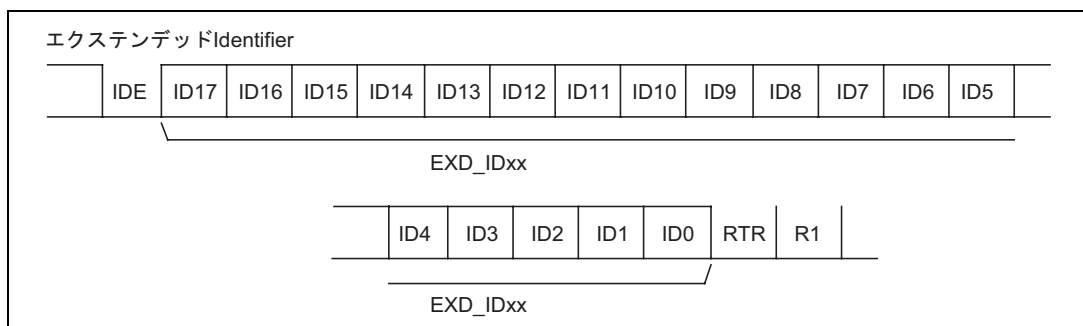 エクステンデッドIdentifier
IDE ID17 ID16 ID15 ID14 ID13 ID12 ID11 ID10 ID9 ID8 ID7 ID6 ID5
EXD_IDxx
ID4 ID3 ID2 ID1 ID0 RTR R1
EXD_IDxx